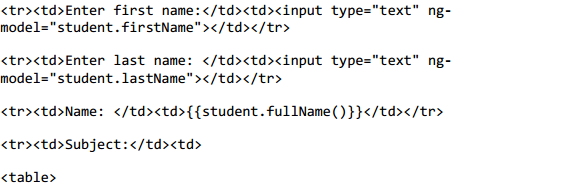 <tr><td>Enter first name:</td><td><input type="text" ng-
model="student.firstName"></td></tr>
<tr><td>Enter last name: </td><td><input type="text" ng-
model="student.lastName"></td></tr>
<tr><td>Name: </td><td>{{student.fullName()}}</td></tr>
<tr><td>Subject:</td><td>
<table>